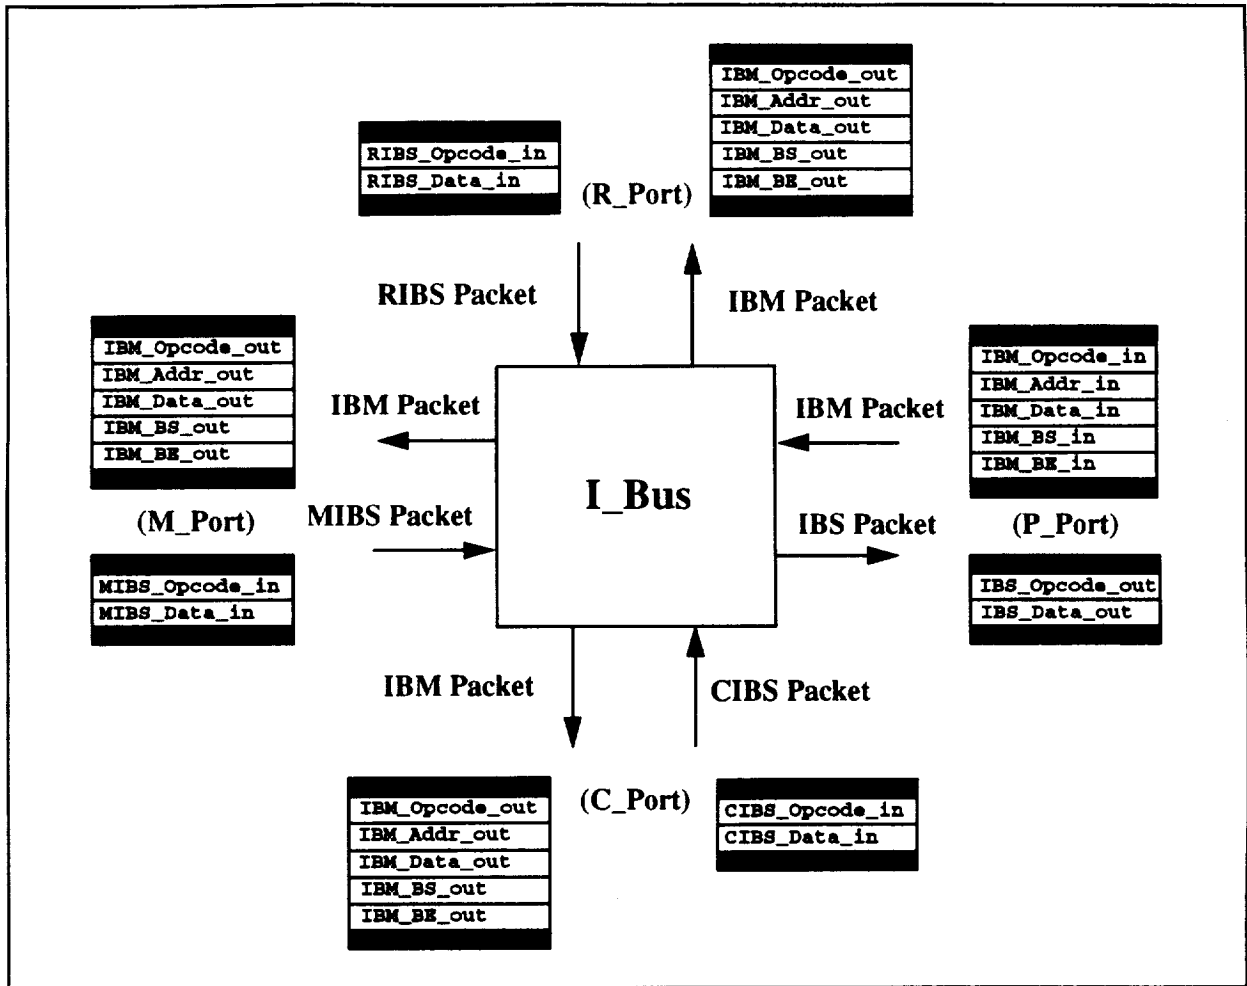 IBM_Opcode_out
IBM_Addr_out
IBM_Data_out
IBM_BS_out
IBM_BE_out
RIBS_Opcode_in
RIBS_Data_in
(R_Port)
RIBS Packet
IBM Packet
IBM_Opcode_out
IBM_Addr_out
IBM_Data_out
IBM_BS_out
IBM_BE_out
(M_Port)
MIBS_Opcode_in
MIBS_Data_in
IBM Packet
MIBS Packet
I_Bus
IBM Packet
IBS Packet
IBM_Opcode_in
IBM_Addr_in
IBM_Data_in
IBM_BS_in
IBM_BE_in
(P_Port)
IBS_Opcode_out
IBS_Data_out
IBM Packet
CIBS Packet
(C_Port)
IBM_Opcode_out
IBM_Addr_out
IBM_Data_out
IBM_BS_out
IBM_BE_out
CIBS_Opcode_in
CIBS_Data_in